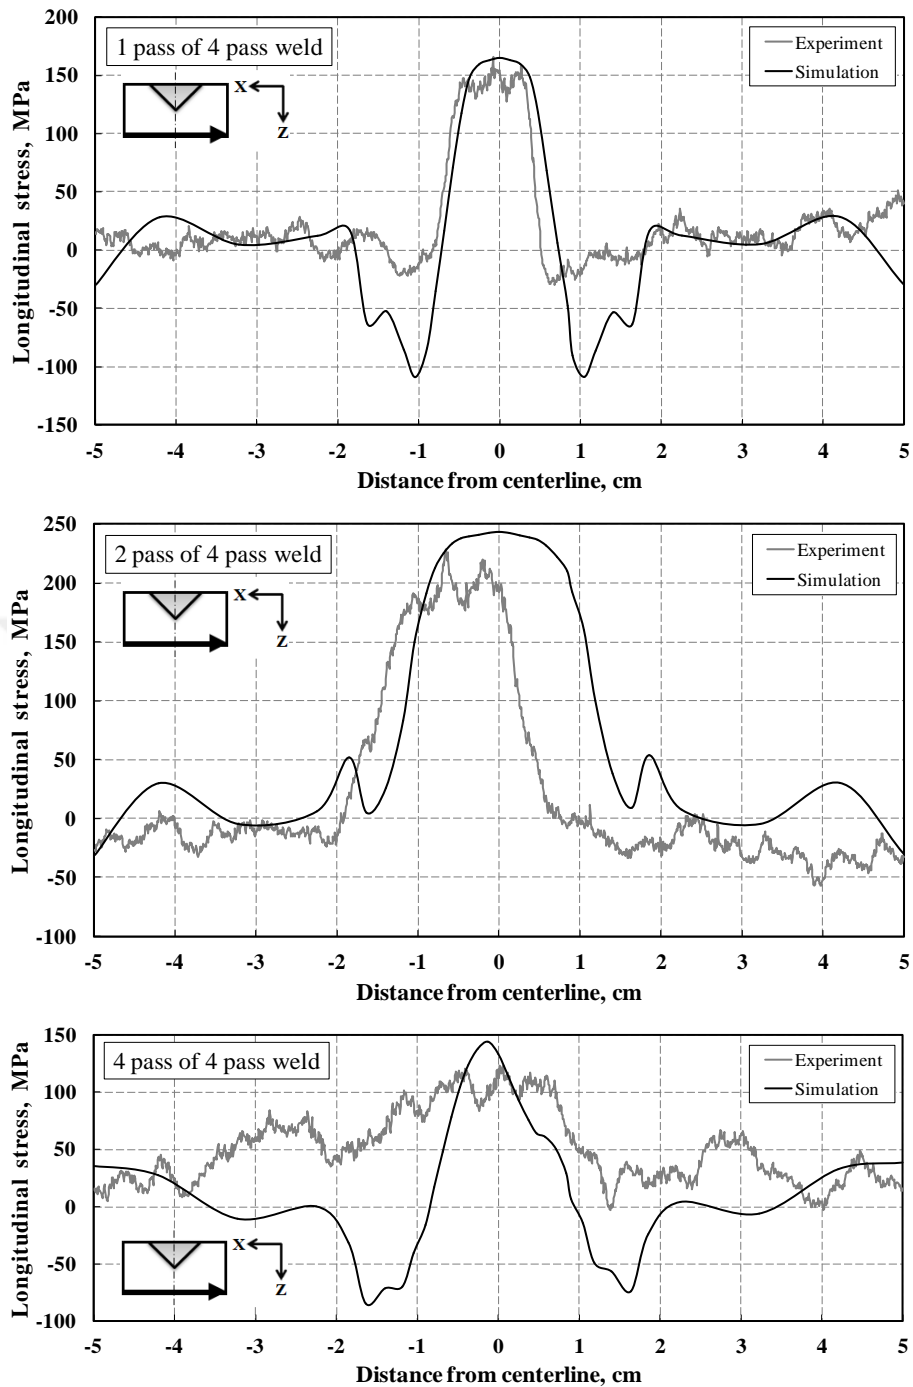 1 pass of 4 pass weld
Experiment
Simulation
X
Z
Longitudinal stress, MPa
200
150
100
50
0
-50
-100
-150
-5 -4 -3 -2 -1 0 1 2 3 4 5
Distance from centerline, cm
2 pass of 4 pass weld
Experiment
Simulation
X
Z
Longitudinal stress, MPa
250
200
150
100
50
0
-50
-100
-5 -4 -3 -2 -1 0 1 2 3 4 5
Distance from centerline, cm
4 pass of 4 pass weld
Experiment
Simulation
X
Z
Longitudinal stress, MPa
150
100
50
0
-50
-100
-5 -4 -3 -2 -1 0 1 2 3 4 5
Distance from centerline, cm